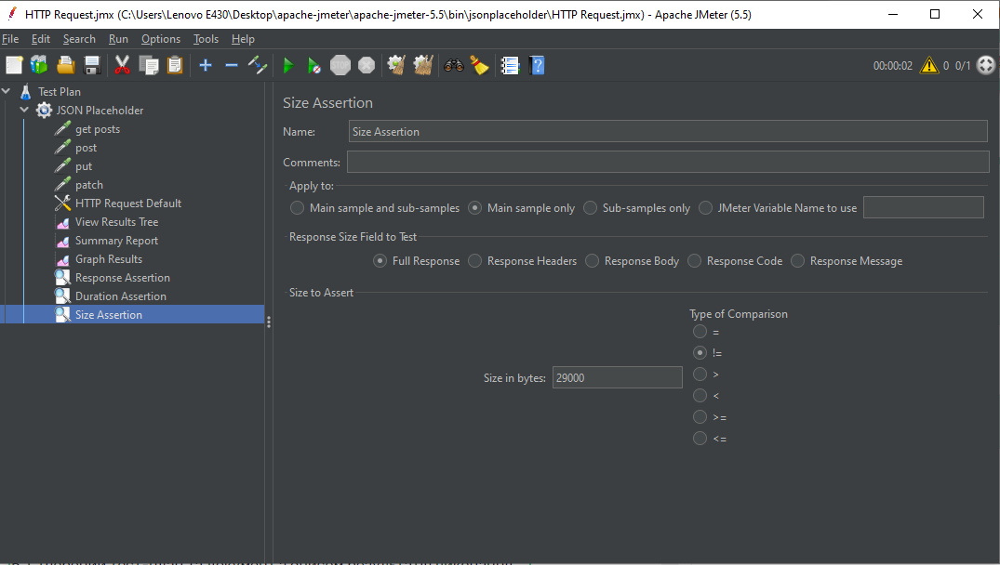 HTTP Request.jmx (C:\Users\Lenovo E430\Desktop\apache-jmeter\apache-jmeter-5.5\bin\jsonplaceholder\HTTP Request.jmx) - Apache JMeter (5.5)
File Edit Search Run Options Tools Help
STOP 00:00:02 0 0/1
Test Plan
JSON Placeholder
get posts
post
put
patch
HTTP Request Default
View Results Tree
Summary Report
Graph Results
Response Assertion
Duration Assertion
Size Assertion
Size Assertion
Name: Size Assertion
Comments:
Apply to:
Main sample and sub-samples Main sample only Sub-samples only JMeter Variable Name to use
Response Size Field to Test
Full Response Response Headers Response Body Response Code Response Message
Size to Assert
Type of Comparison
=
!=
Size in bytes: 29000
>
<
>=
<=